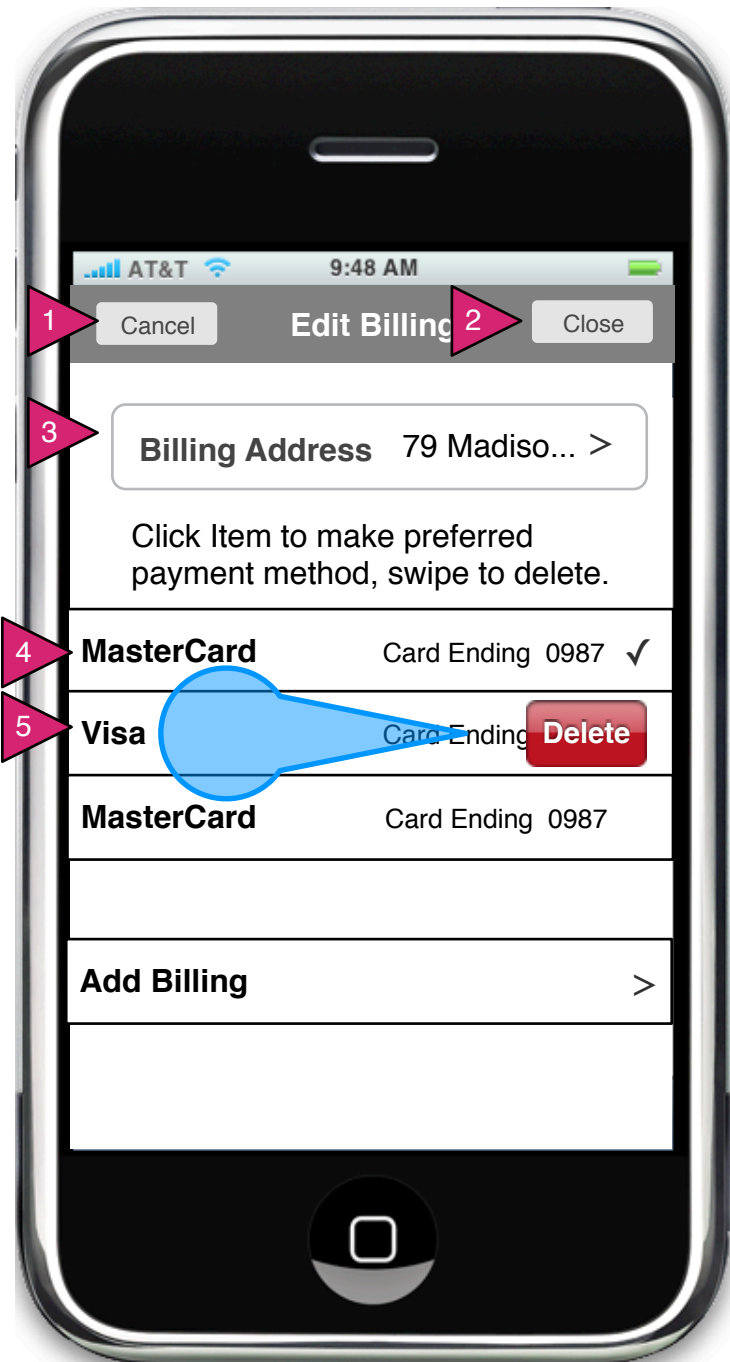 AT&T 9:48 AM
1 Cancel Edit Billing 2 Close
3 Billing Address 79 Madiso... >
Click Item to make preferred
payment method, swipe to delete.
4 MasterCard Card Ending 0987 ✓
5 Visa Card Ending Delete
MasterCard Card Ending 0987
Add Billing >